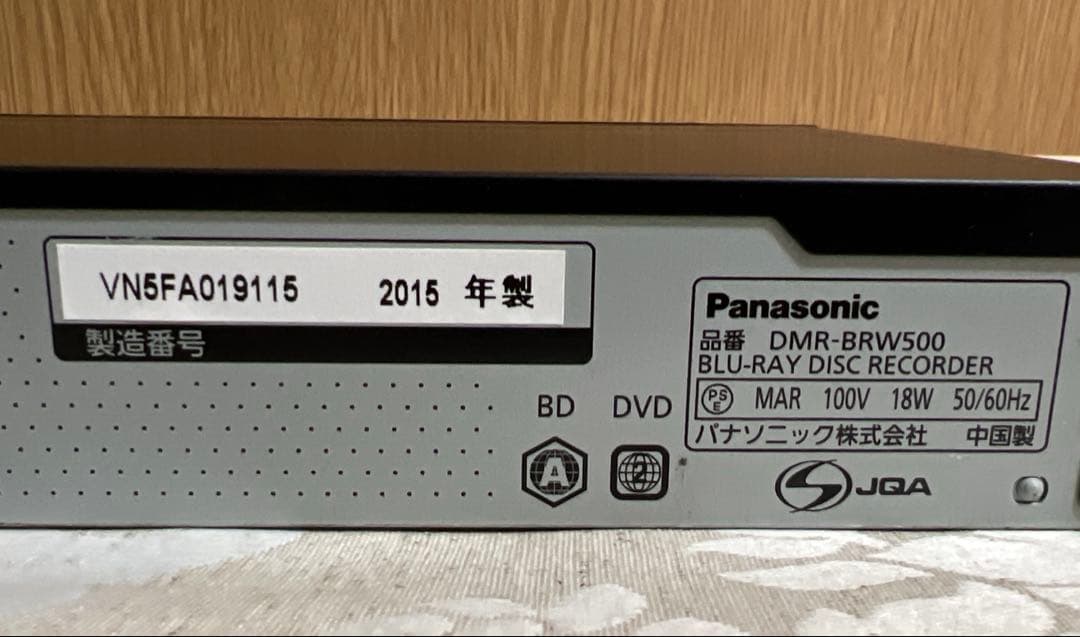 VN5FA019115 2015 年製
製造番号
BD DVD
A 2
Panasonic
品番 DMR-BRW500
BLU-RAY DISC RECORDER
PS E MAR 100V 18W 50/60Hz
パナソニック株式会社 中国製
S JQA